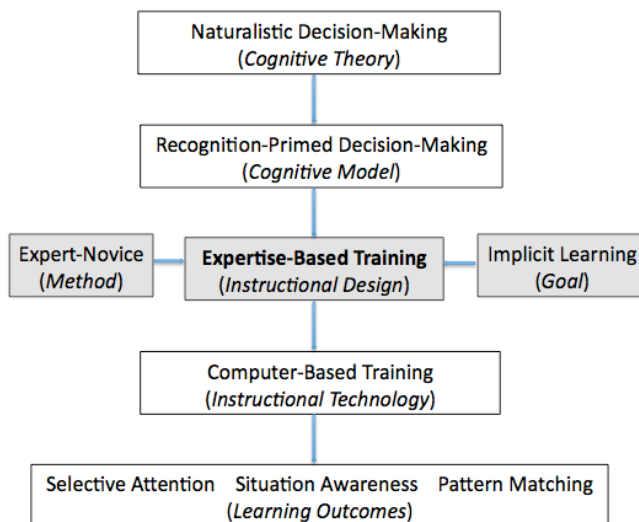 Naturalistic Decision-Making
(Cognitive Theory)
Recognition-Primed Decision-Making
(Cognitive Model)
Expert-Novice
(Method)
Expertise-Based Training
(Instructional Design)
Implicit Learning
(Goal)
Computer-Based Training
(Instructional Technology)
Selective Attention Situation Awareness Pattern Matching
(Learning Outcomes)